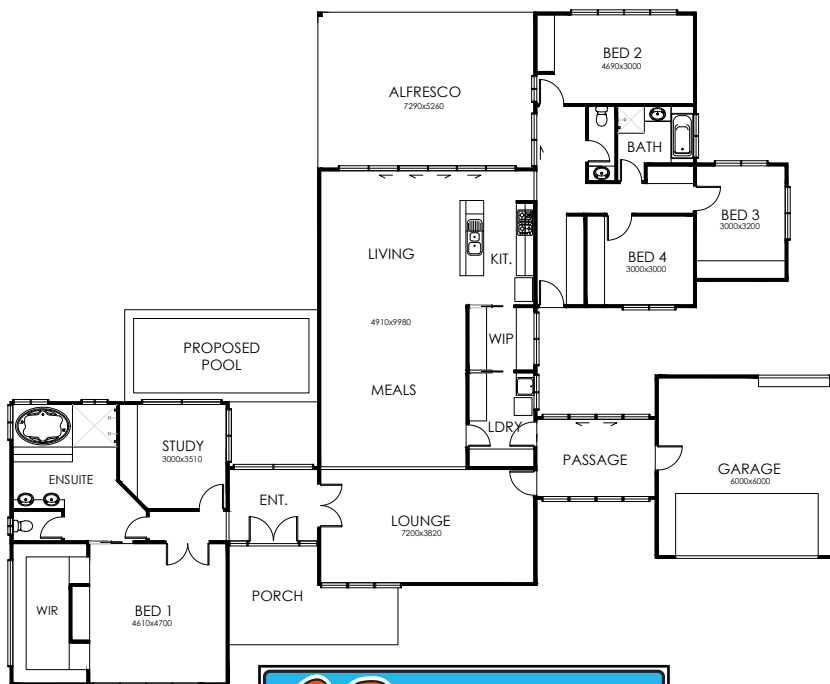 BED 2
4690x3000
ALFRESCO
7290x5260
BATH
BED 3
3000x3200
LIVING
KIT.
BED 4
3000x3000
4910x9980
WIP
PROPOSED
POOL
MEALS
LDRY
STUDY
3000x3510
PASSAGE
GARAGE
6000x6000
ENSUITE
ENT.
LOUNGE
7200x3820
PORCH
WIR
BED 1
4610x4700